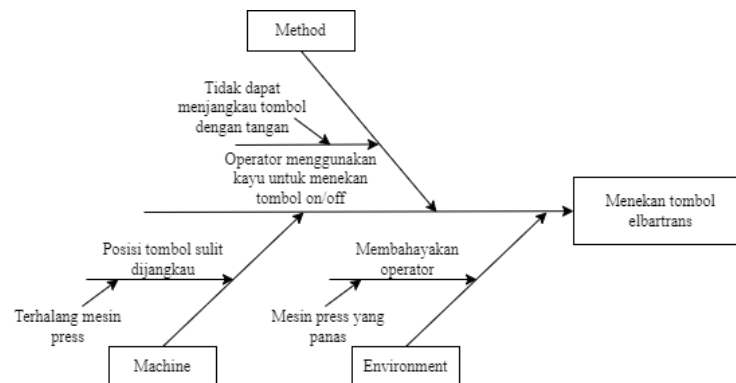 Method
Tidak dapat
menjangkau tombol
dengan tangan
Operator menggunakan
kayu untuk menekan
tombol on/off
Menekan tombol
elbartrans
Posisi tombol sulit
dijangkau
Membahayakan
operator
Terhalang mesin
press
Mesin press yang
panas
Machine
Environment